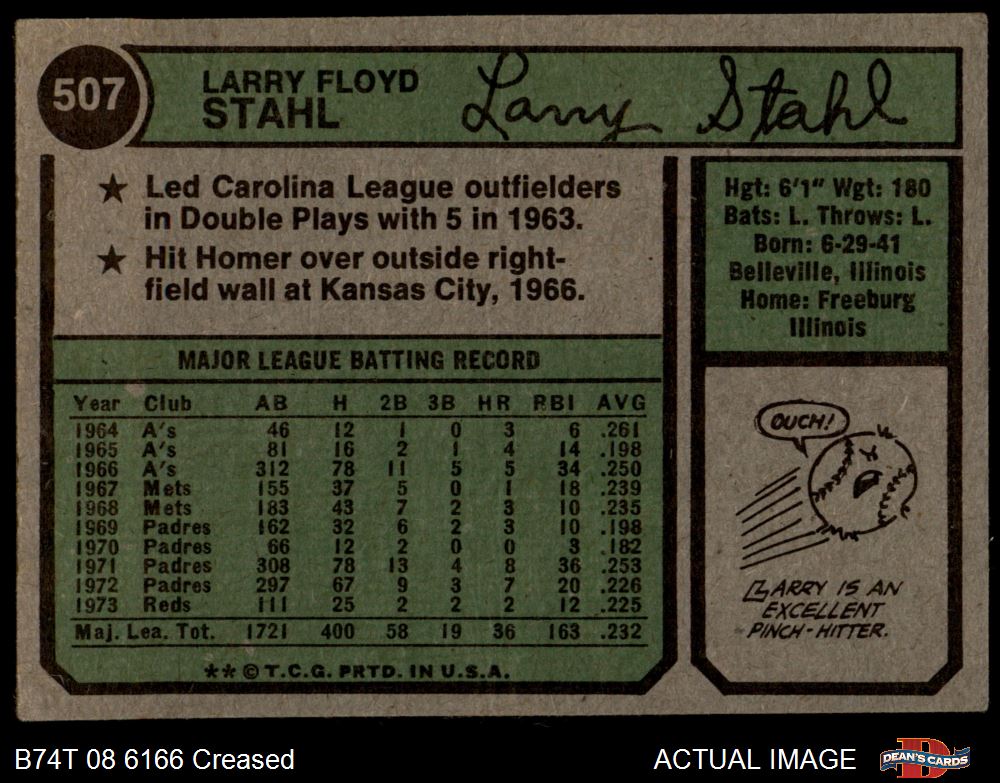 507
LARRY FLOYD
STAHL
Larry Stahl
★ Led Carolina League outfielders
in Double Plays with 5 in 1963.
★ Hit Homer over outside right-
field wall at Kansas City, 1966.
Hgt: 6'1" Wgt: 180
Bats: L. Throws: L.
Born: 6-29-41
Belleville, Illinois
Home: Freeburg
Illinois
MAJOR LEAGUE BATTING RECORD
Year Club AB H 2B 3B HR RBI AVG
1964 A's 46 12 1 0 3 6 .261
1965 A's 81 16 2 1 4 14 .198
1966 A's 312 78 11 5 5 34 .250
1967 Mets 155 37 5 0 1 18 .239
1968 Mets 183 43 7 2 3 10 .235
1969 Padres 162 32 6 2 3 10 .198
1970 Padres 66 12 2 0 0 3 .182
1971 Padres 308 78 13 4 8 36 .253
1972 Padres 297 67 9 3 7 20 .226
1973 Reds 111 25 2 2 2 12 .225
Maj. Lea. Tot. 1721 400 58 19 36 163 .232
** © T.C.G. PRTD. IN U.S.A.
OUCH!
LARRY IS AN
EXCELLENT
PINCH-HITTER.
B74T 08 6166 Creased
ACTUAL IMAGE
D
DEAN'S CARDS